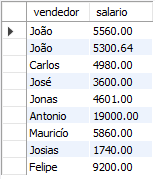 vendedor salario
João 5560.00
João 5300.64
Carlos 4980.00
José 3600.00
Jonas 4601.00
Antonio 19000.00
Mauricío 5860.00
Josias 1740.00
Felipe 9200.00